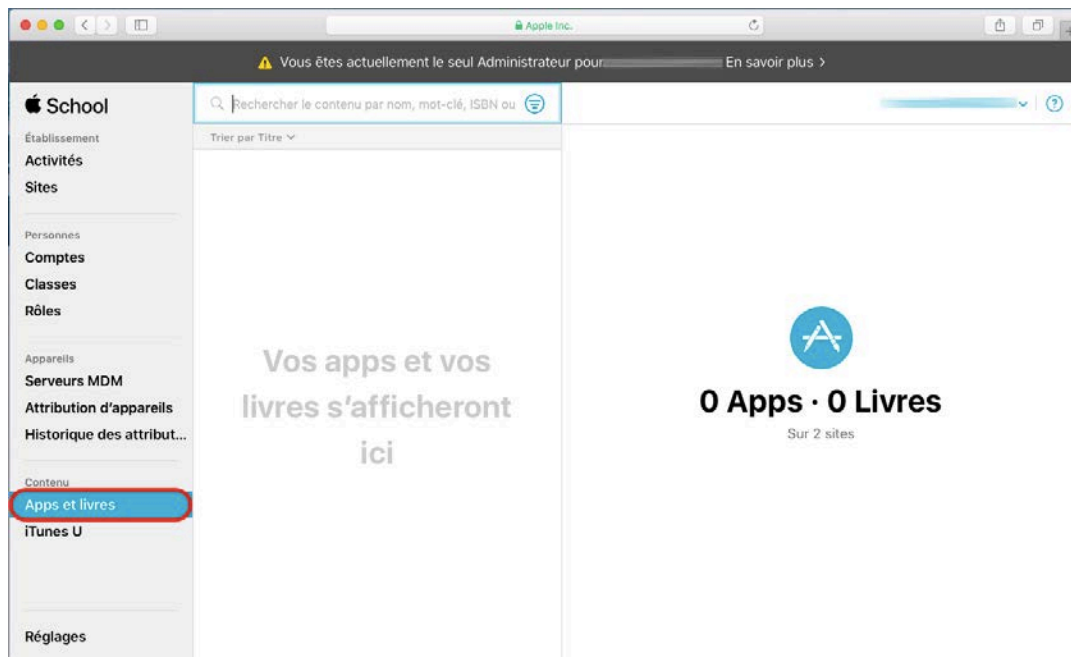 Apple Inc.
Vous êtes actuellement le seul Administrateur pour En savoir plus >
School
Rechercher le contenu par nom, mot-clé, ISBN ou
Établissement
Trier par Titre
Activités
Sites
Personnes
Comptes
Classes
Rôles
Appareils
Serveurs MDM
Attribution d'appareils
Historique des attribut...
Contenu
Apps et livres
iTunes U
Réglages
Vos apps et vos
livres s'afficheront
ici
0 Apps · 0 Livres
Sur 2 sites